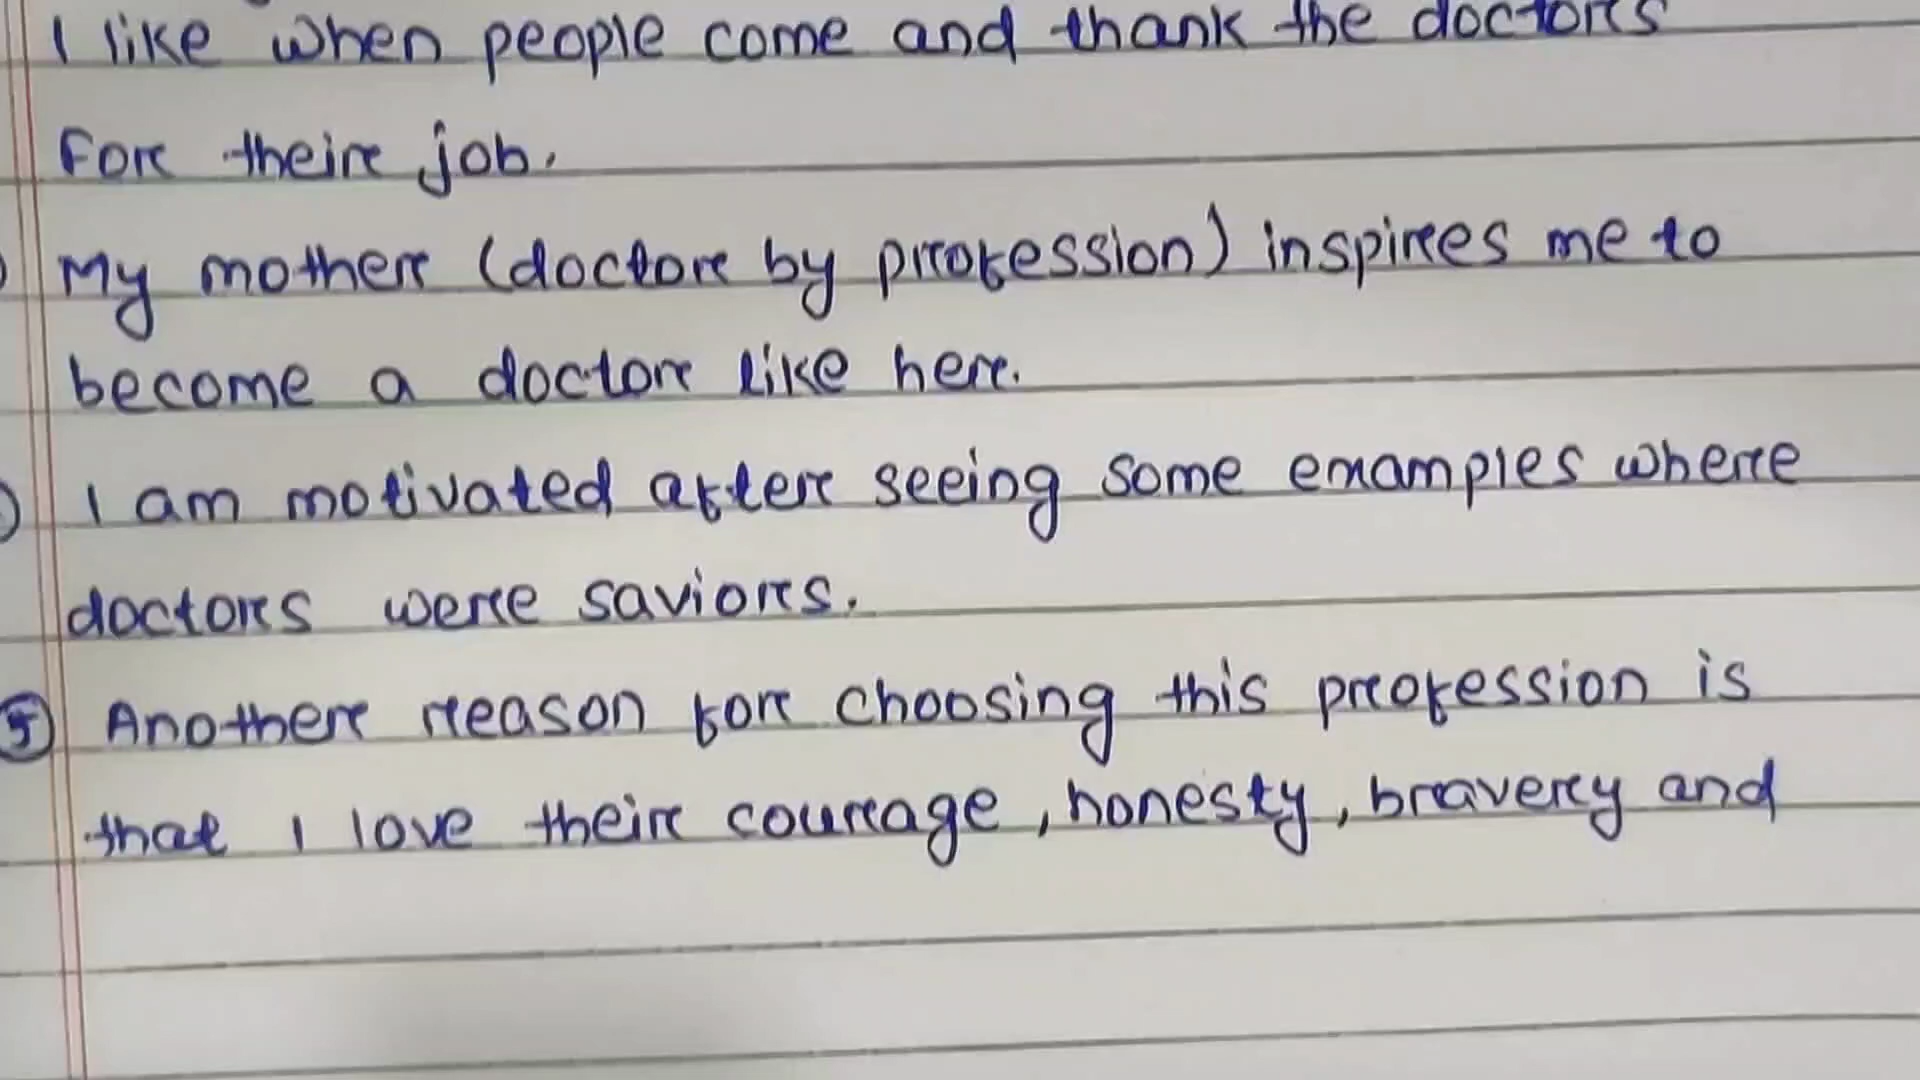 I like when people come and thank the doctors
for their job.
My mother (doctor by profession) inspires me to
become a doctor like her.
I am motivated after seeing some examples where
doctors were saviors.
5 Another reason for choosing this profession is
that I love their courage, honesty, bravery and